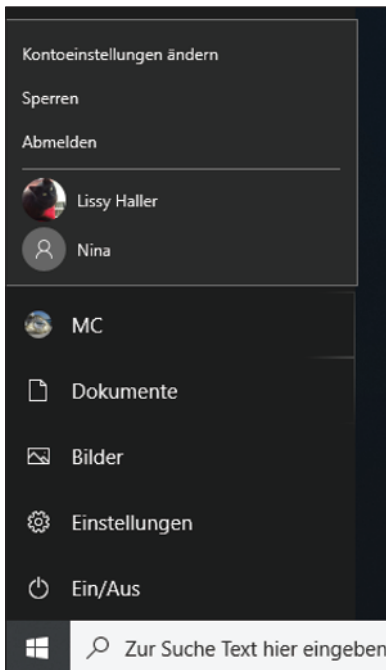 Kontoeinstellungen ändern
Sperren
Abmelden
Lissy Haller
Nina
MC
Dokumente
Bilder
Einstellungen
Ein/Aus
Zur Suche Text hier eingeben